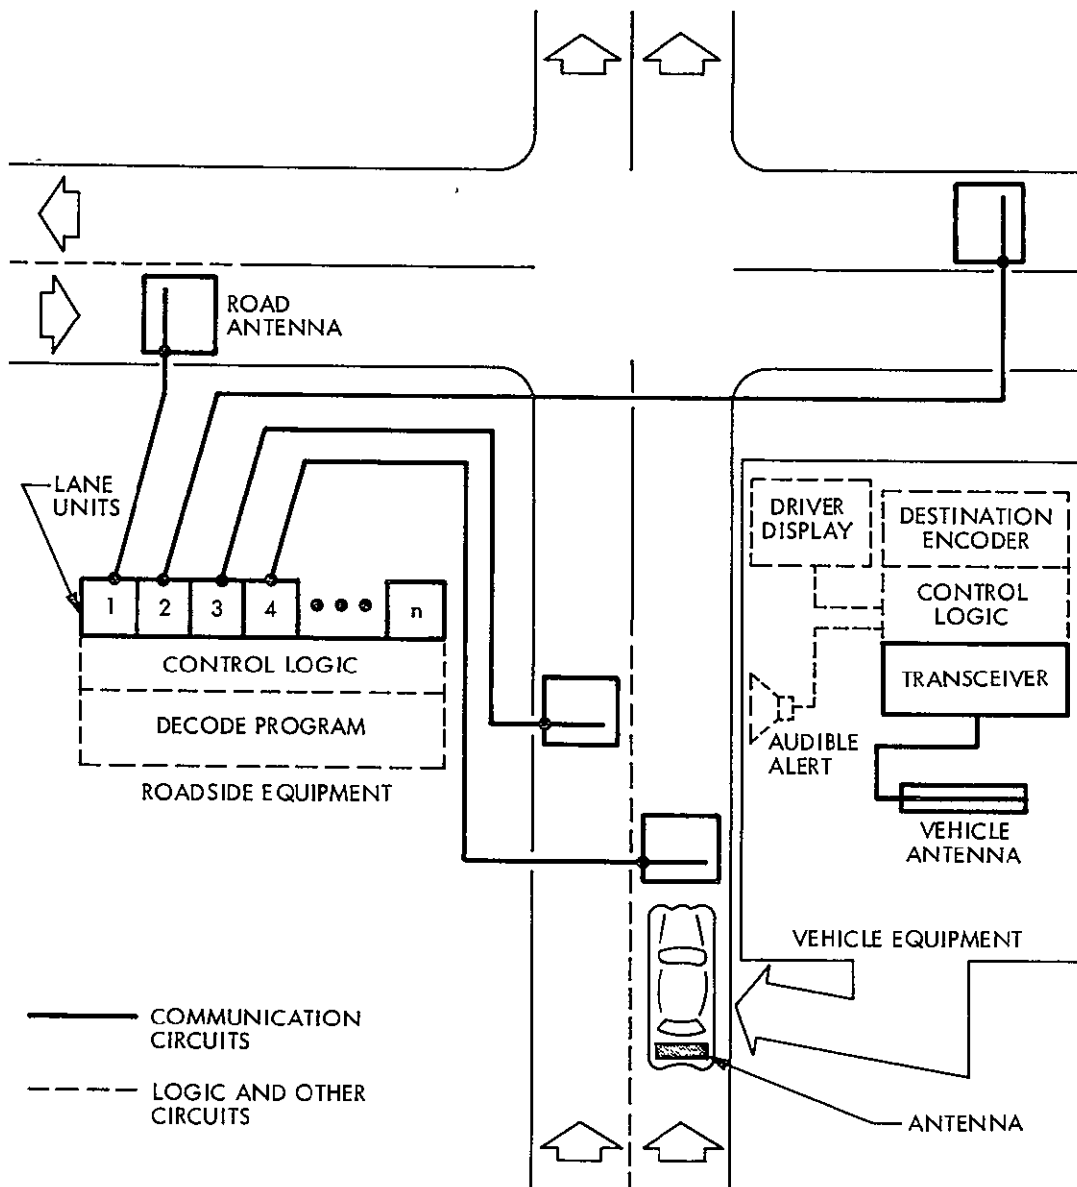 ROAD
ANTENNA
LANE
UNITS
1 2 3 4 n
CONTROL LOGIC
DECODE PROGRAM
ROADSIDE EQUIPMENT
DRIVER
DISPLAY
DESTINATION
ENCODER
CONTROL
LOGIC
TRANSCEIVER
AUDIBLE
ALERT
VEHICLE
ANTENNA
VEHICLE EQUIPMENT
COMMUNICATION
CIRCUITS
LOGIC AND OTHER
CIRCUITS
ANTENNA